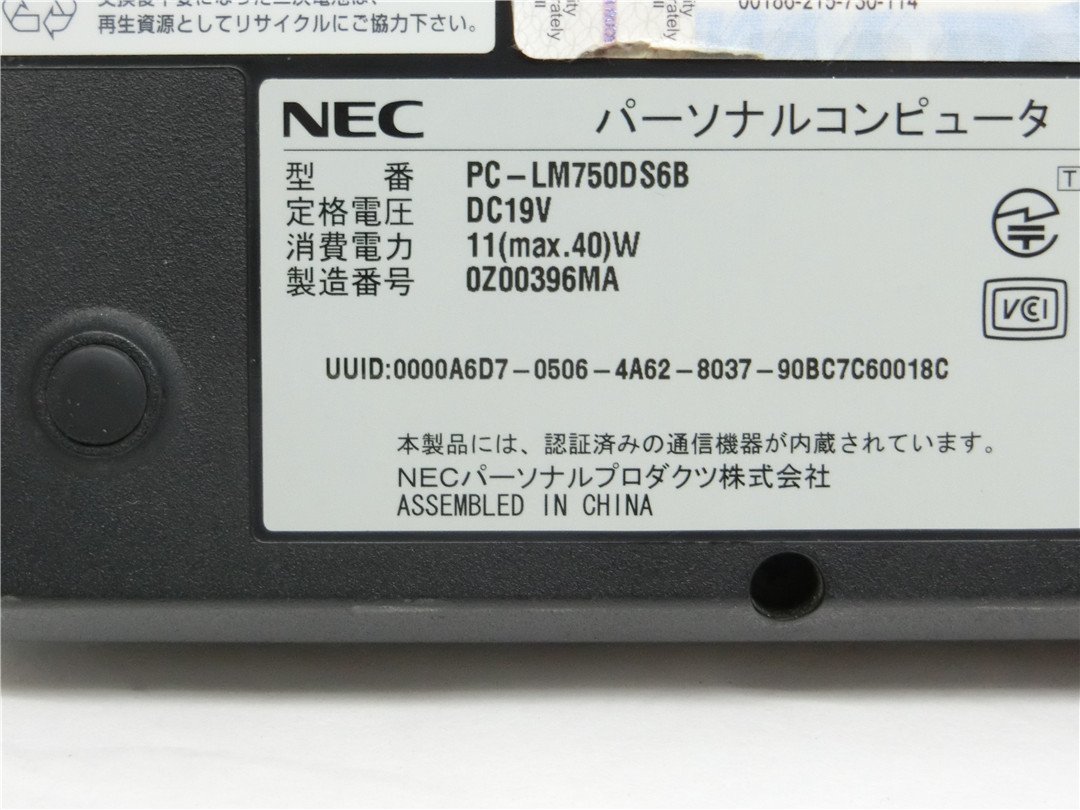 再生資源としてリサイクルにご協力下さい。
00186-215-730-114
NEC パーソナルコンピュータ
型 番 PC-LM750DS6B
定格電圧 DC19V
消費電力 11(max.40)W
製造番号 0Z00396MA
T
VCCI
UUID:0000A6D7-0506-4A62-8037-90BC7C60018C
本製品には、認証済みの通信機器が内蔵されています。
NECパーソナルプロダクツ株式会社
ASSEMBLED IN CHINA